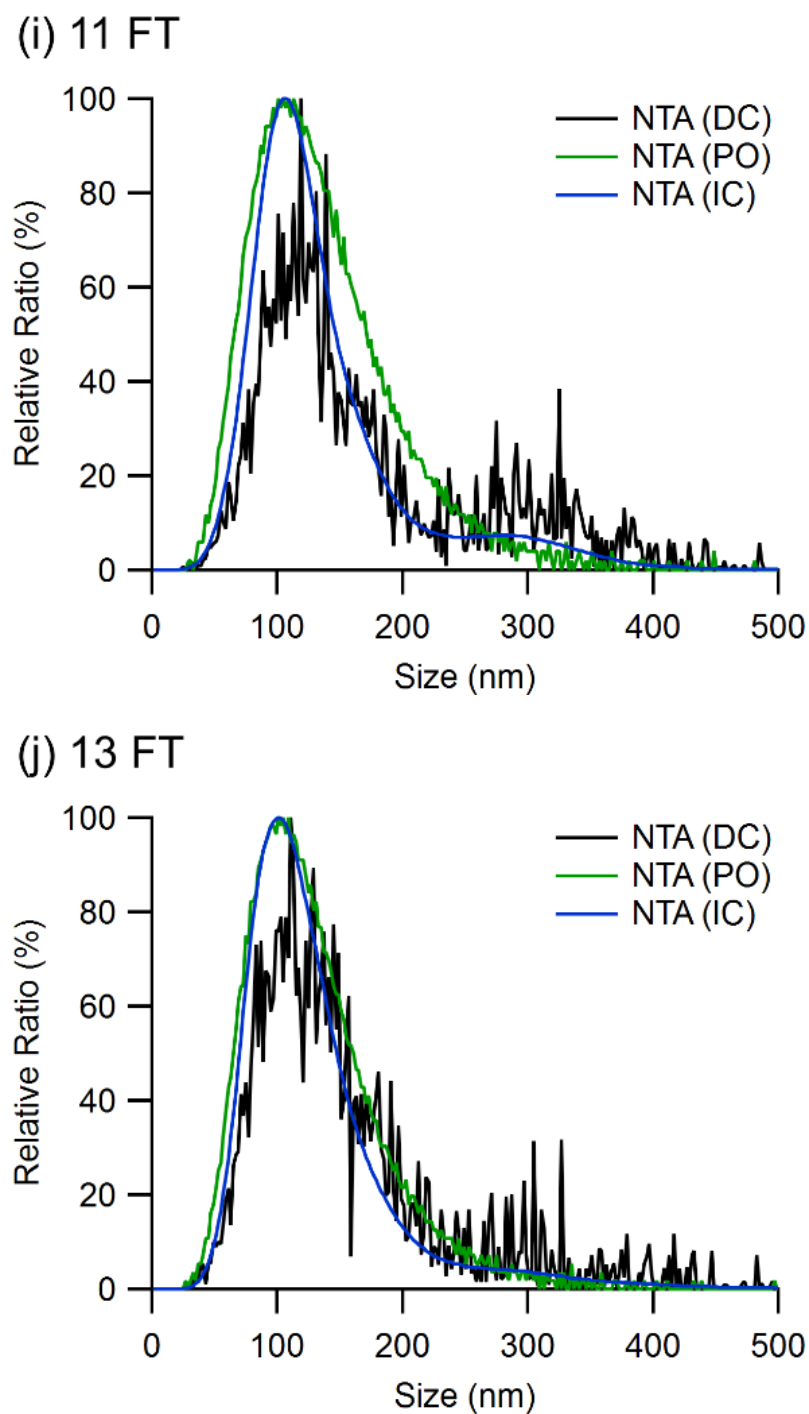 (i) 11 FT
100
80
60
40
20
0
Relative Ratio (%)
NTA (DC)
NTA (PO)
NTA (IC)
0 100 200 300 400 500
Size (nm)
(j) 13 FT
100
80
60
40
20
0
Relative Ratio (%)
NTA (DC)
NTA (PO)
NTA (IC)
0 100 200 300 400 500
Size (nm)